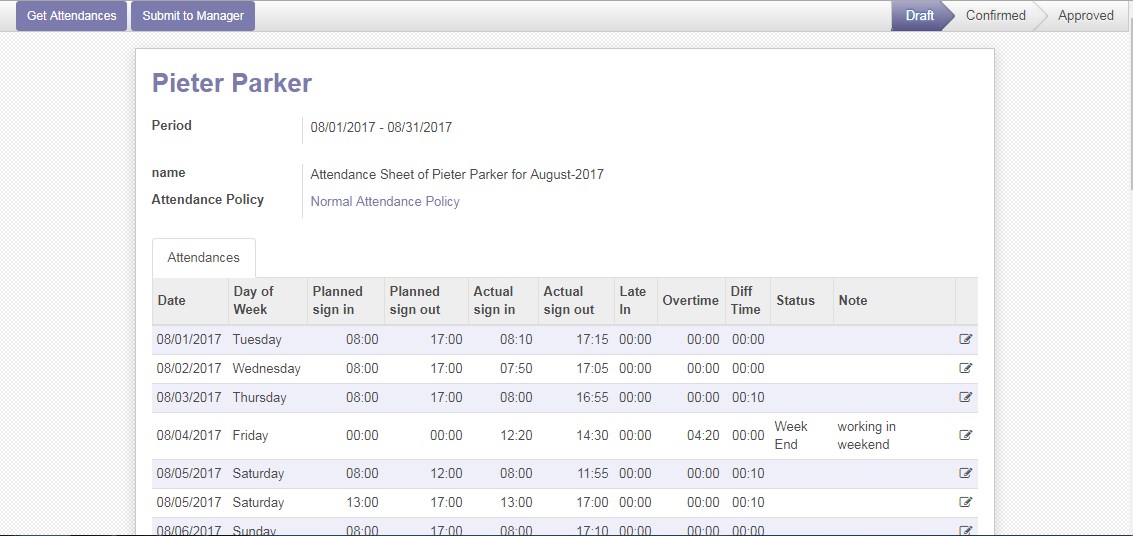 Get Attendances Submit to Manager Draft Confirmed Approved
Pieter Parker
Period 08/01/2017 - 08/31/2017
name Attendance Sheet of Pieter Parker for August-2017
Attendance Policy Normal Attendance Policy
Attendances
Date Day of Week Planned sign in Planned sign out Actual sign in Actual sign out Late In Overtime Diff Time Status Note
08/01/2017 Tuesday 08:00 17:00 08:10 17:15 00:00 00:00 00:00
08/02/2017 Wednesday 08:00 17:00 07:50 17:05 00:00 00:00 00:00
08/03/2017 Thursday 08:00 17:00 08:00 16:55 00:00 00:00 00:10
08/04/2017 Friday 00:00 00:00 12:20 14:30 00:00 04:20 00:00 Week End working in weekend
08/05/2017 Saturday 08:00 12:00 08:00 11:55 00:00 00:00 00:10
08/05/2017 Saturday 13:00 17:00 13:00 17:00 00:00 00:00 00:10
08/06/2017 Sunday 08:00 17:00 08:00 17:10 00:00 00:00 00:00